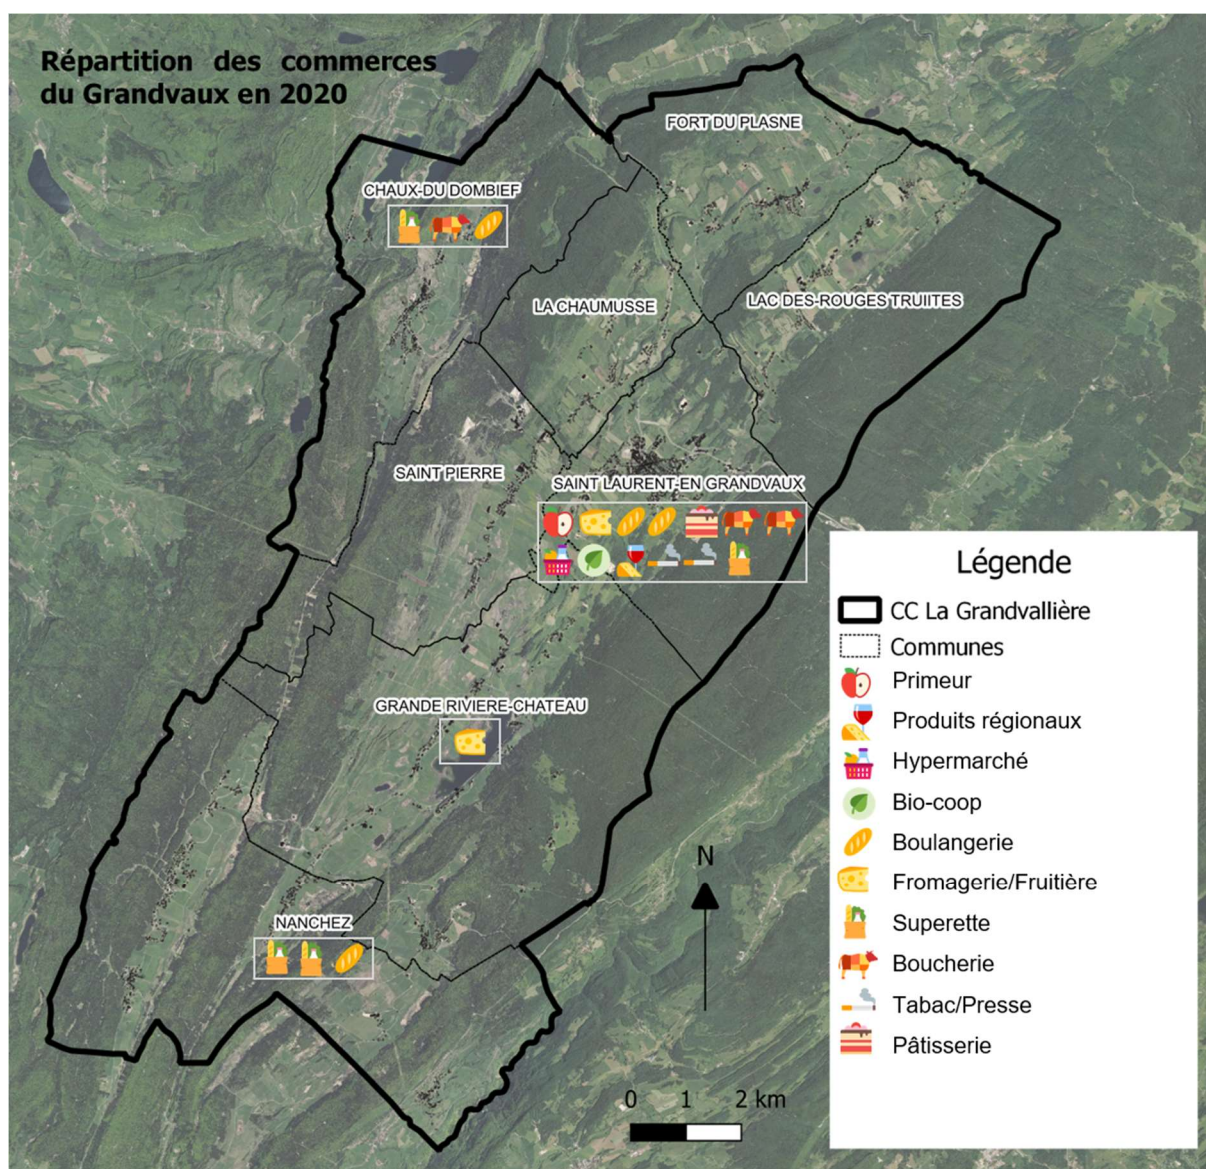 Répartition des commerces
du Grandvaux en 2020
FORT DU PLASNE
CHAUX-DU DOMBIEF
LA CHAUMUSSE
LAC DES-ROUGES TRUIITES
SAINT PIERRE
SAINT LAURENT-EN GRANDVAUX
GRANDE RIVIERE-CHATEAU
NANCHEZ
N
0 1 2 km
Légende
CC La Grandvallière
Communes
Primeur
Produits régionaux
Hypermarché
Bio-coop
Boulangerie
Fromagerie/Fruitière
Superette
Boucherie
Tabac/Presse
Pâtisserie